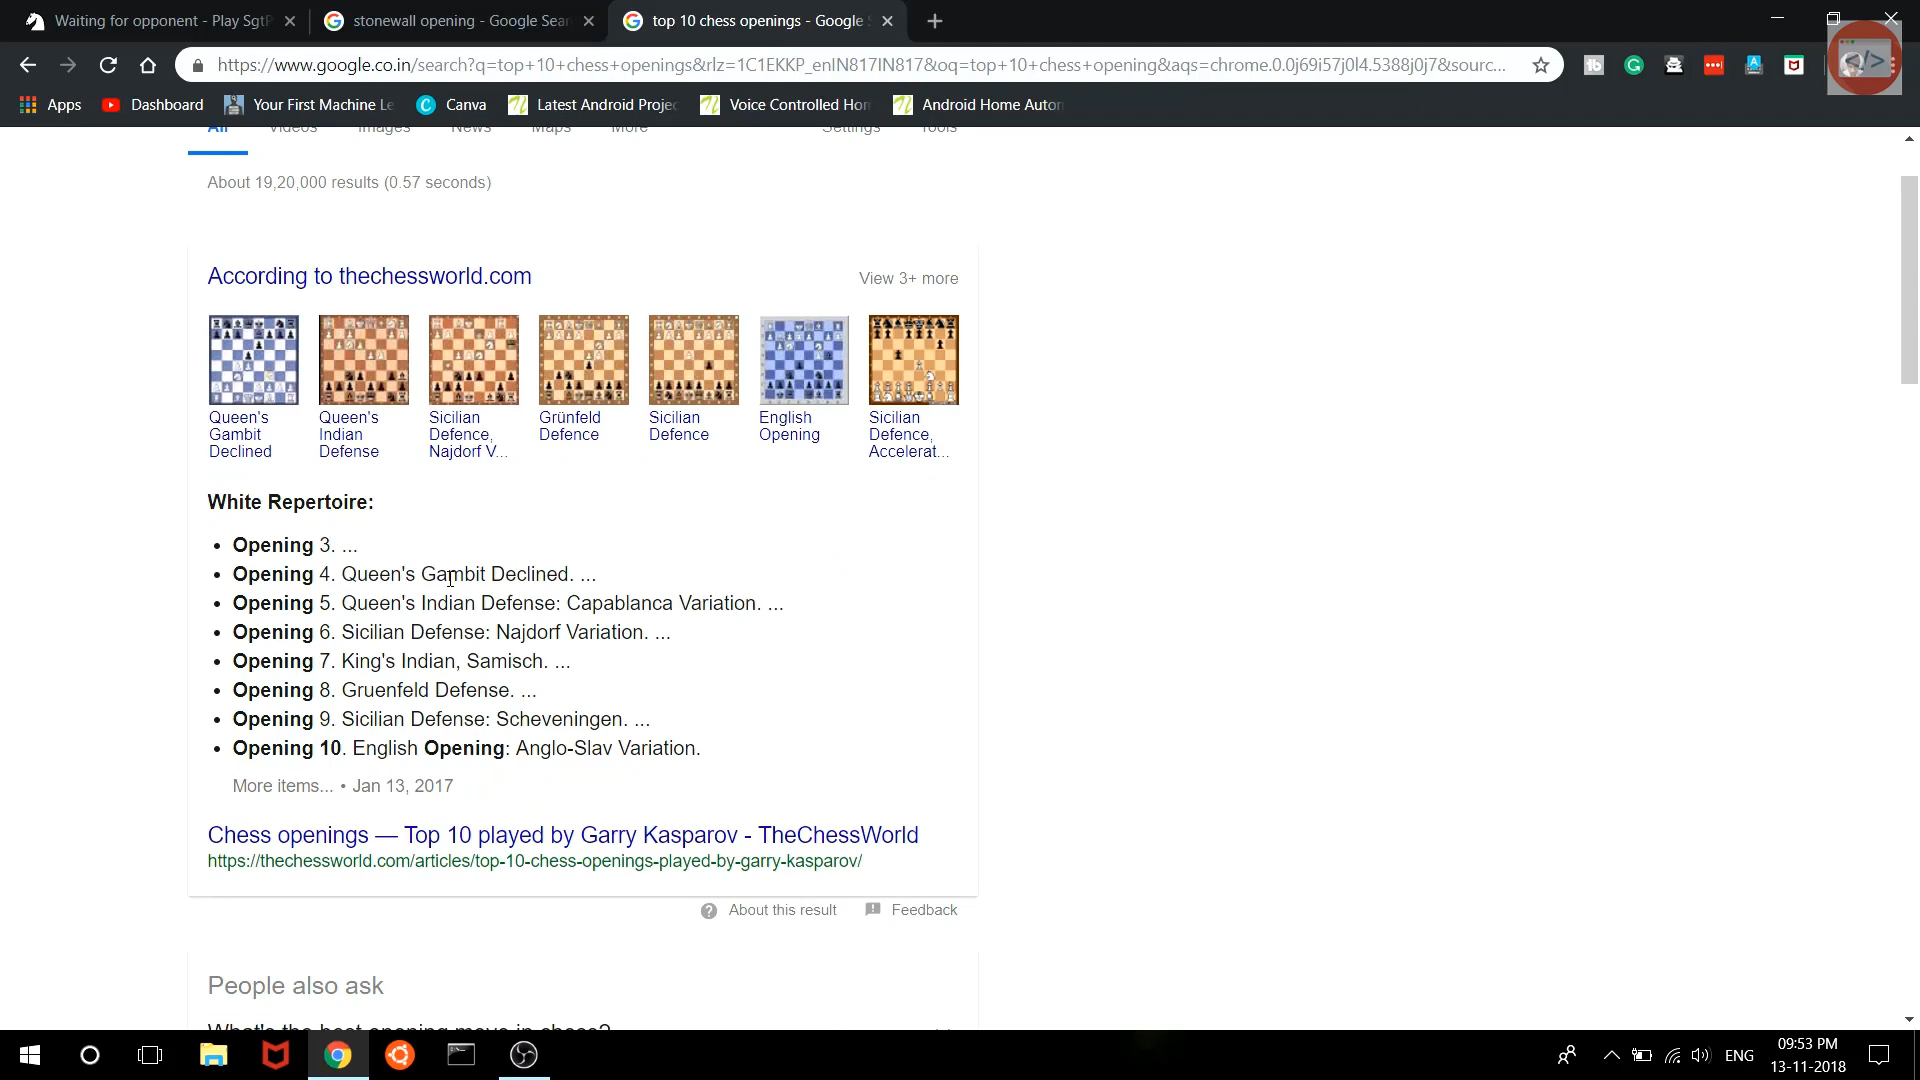 Waiting for opponent - Play SgtP
stonewall opening - Google Sear
top 10 chess openings - Google S
https://www.google.co.in/search?q=top+10+chess+openings&rlz=1C1EKKP_enIN817IN817&oq=top+10+chess+opening&aqs=chrome.0.0j69i57j0l4.5388j0j7&sourc...
Apps Dashboard Your First Machine Le Canva Latest Android Projec Voice Controlled Hom Android Home Autom
All Videos Images News Maps More Settings Tools
About 19,20,000 results (0.57 seconds)
According to thechessworld.com
View 3+ more
Queen's
Gambit
Declined
Queen's
Indian
Defense
Sicilian
Defence,
Najdorf V...
Grünfeld
Defence
Sicilian
Defence
English
Opening
Sicilian
Defence,
Accelerat...
White Repertoire:
• Opening 3. ...
• Opening 4. Queen's Gambit Declined. ...
• Opening 5. Queen's Indian Defense: Capablanca Variation. ...
• Opening 6. Sicilian Defense: Najdorf Variation. ...
• Opening 7. King's Indian, Samisch. ...
• Opening 8. Gruenfeld Defense. ...
• Opening 9. Sicilian Defense: Scheveningen. ...
• Opening 10. English Opening: Anglo-Slav Variation.
More items... • Jan 13, 2017
Chess openings — Top 10 played by Garry Kasparov - TheChessWorld
https://thechessworld.com/articles/top-10-chess-openings-played-by-garry-kasparov/
About this result Feedback
People also ask
What's the best opening move in chess?
ENG
09:53 PM
13-11-2018